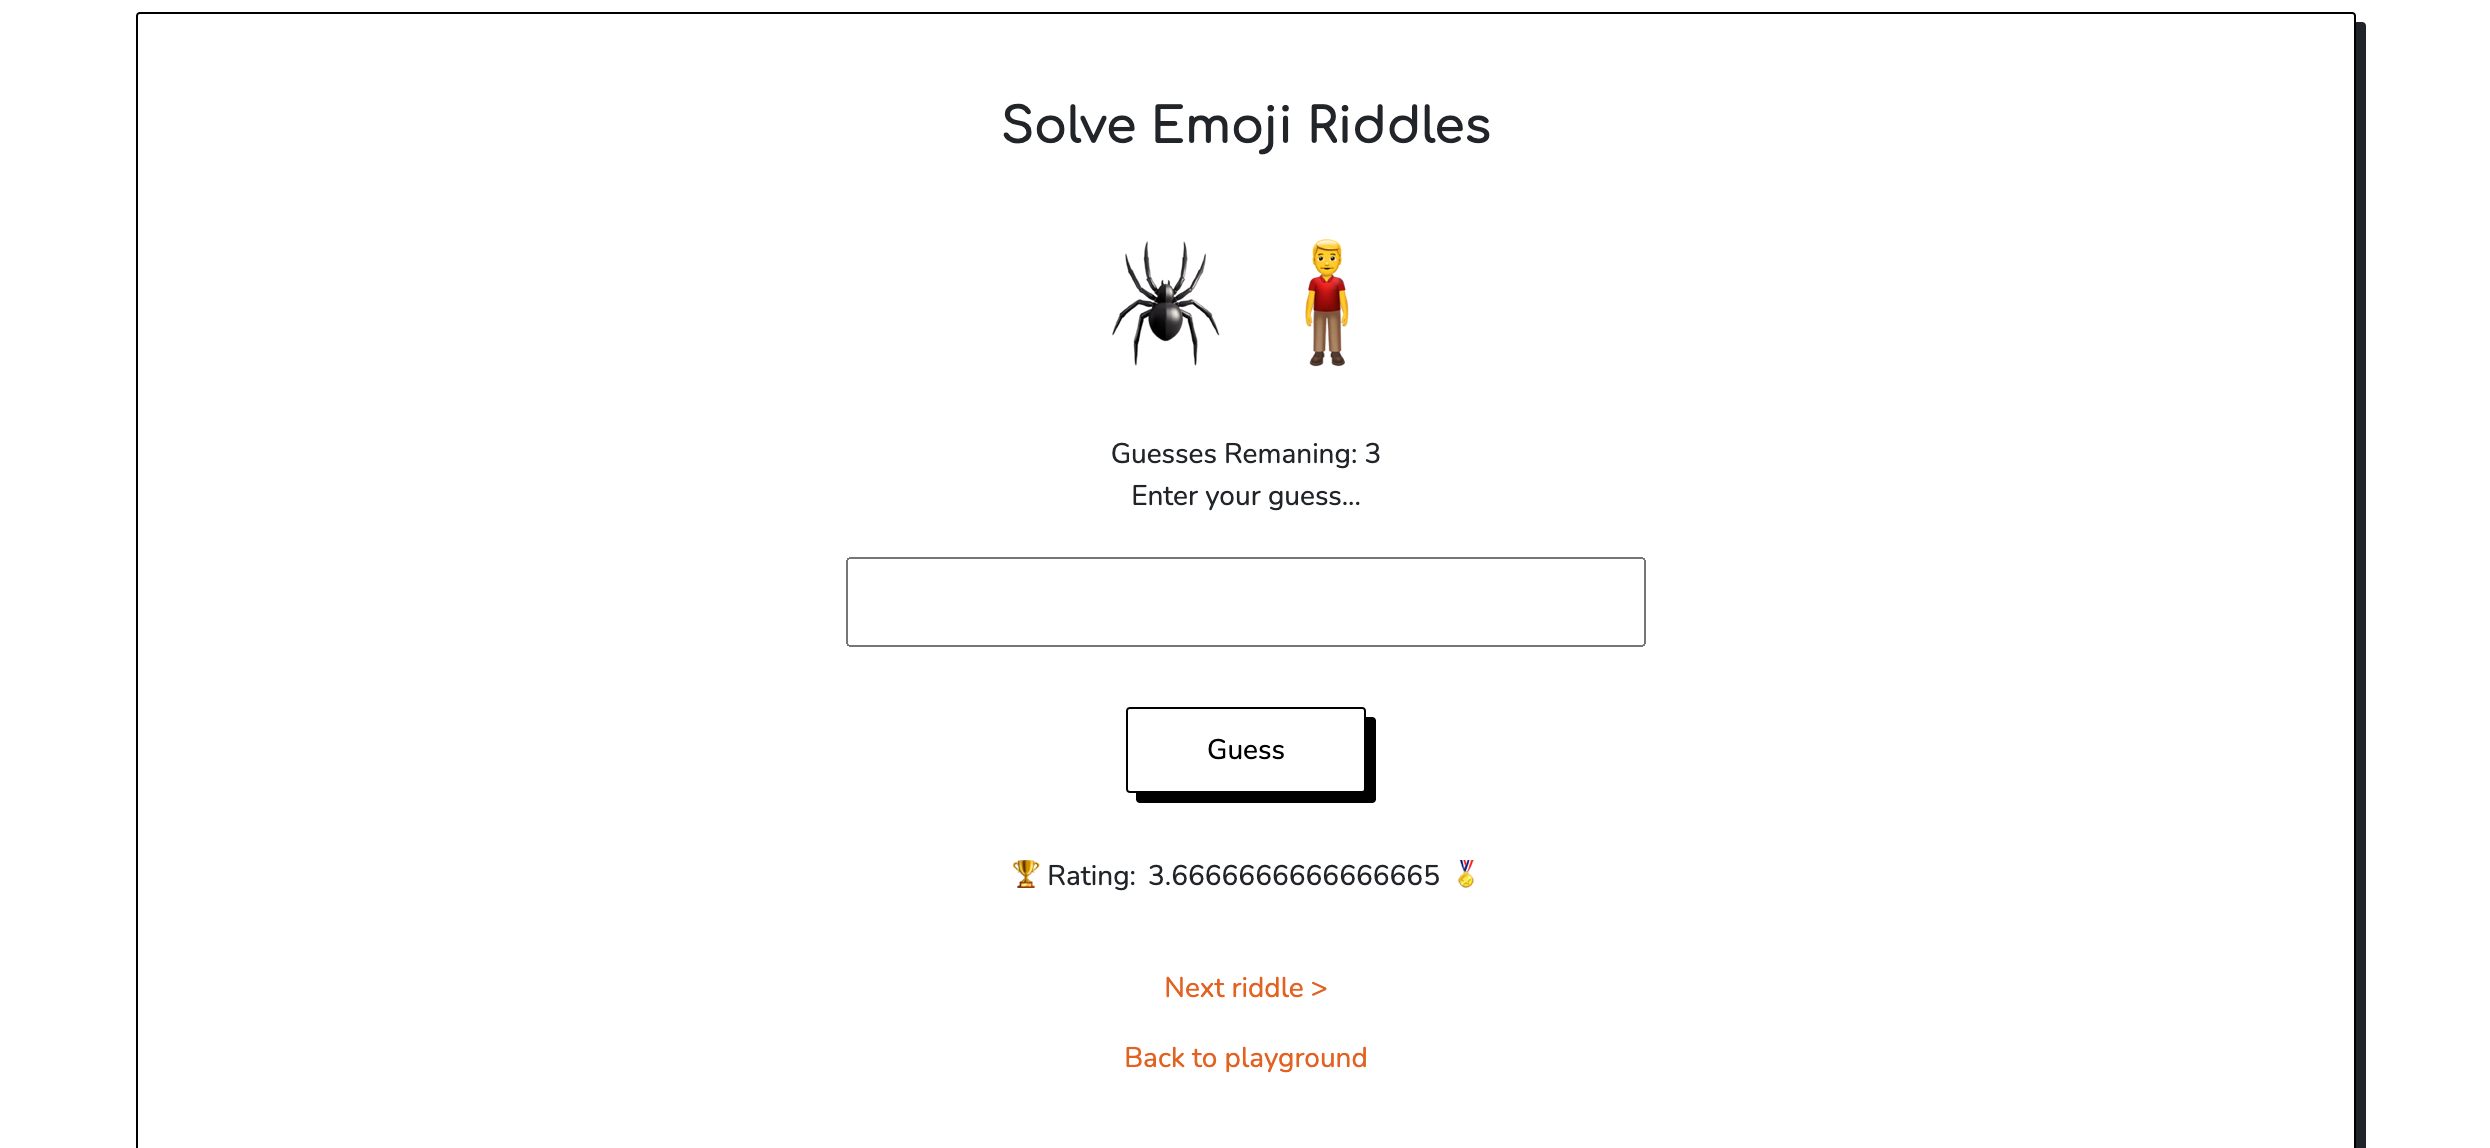 Solve Emoji Riddles
Guesses Remaning: 3
Enter your guess...
Guess
Rating: 3.6666666666666665
Next riddle >
Back to playground